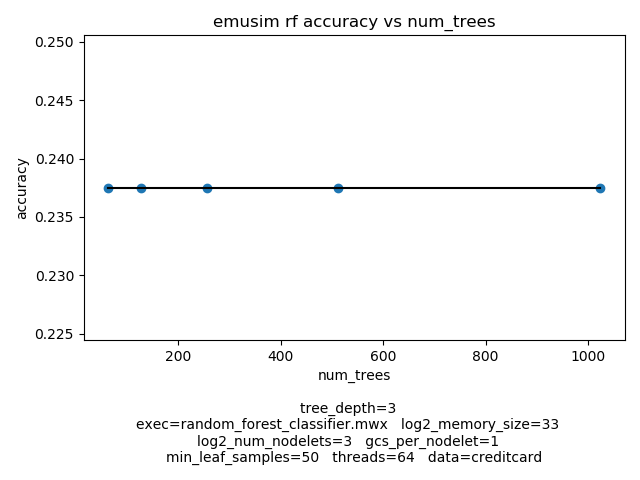 emusim rf accuracy vs num_trees
0.250
0.245
0.240
0.235
0.230
0.225
accuracy
200 400 600 800 1000
num_trees
tree_depth=3
exec=random_forest_classifier.mwx log2_memory_size=33
log2_num_nodelets=3 gcs_per_nodelet=1
min_leaf_samples=50 threads=64 data=creditcard